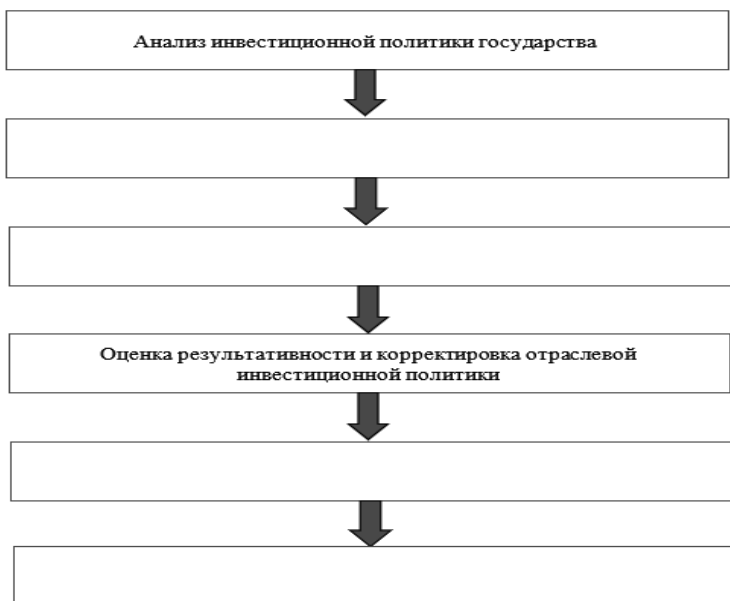 Анализ инвестиционной политики государства
Оценка результативности и корректировка отраслевой
инвестиционной политики